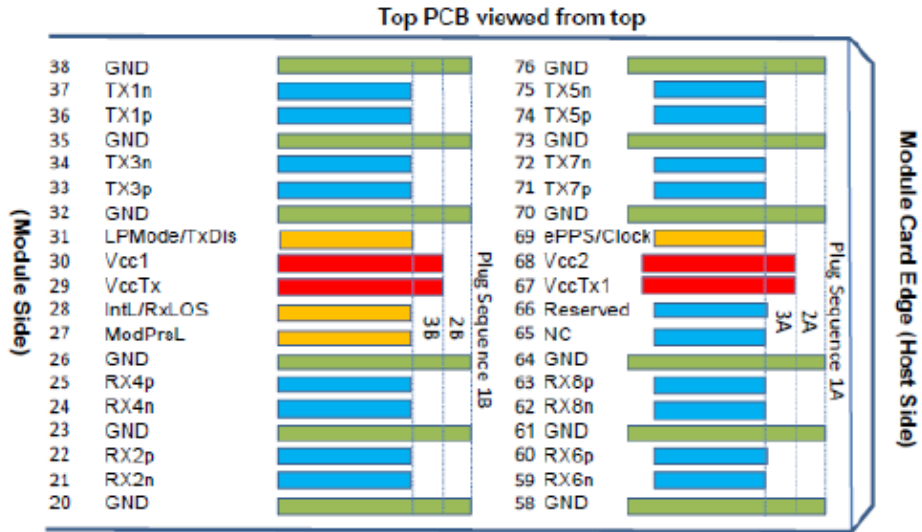 Top PCB viewed from top
38 GND 76 GND
37 TX1n 75 TX5n
36 TX1p 74 TX5p
35 GND 73 GND
34 TX3n 72 TX7n
33 TX3p 71 TX7p
32 GND 70 GND
31 LPMode/TxDis 69 ePPS/Clock
30 Vcc1 68 Vcc2
29 VccTx 67 VccTx1
28 IntL/RxLOS 66 Reserved
27 ModPrsL 65 NC
26 GND 64 GND
25 RX4p 63 RX8p
24 RX4n 62 RX8n
23 GND 61 GND
22 RX2p 60 RX6p
21 RX2n 59 RX6n
20 GND 58 GND
(Module Side)
3B
2B
Plug Sequence 1B
3A
2A
Plug Sequence 1A
Module Card Edge (Host Side)